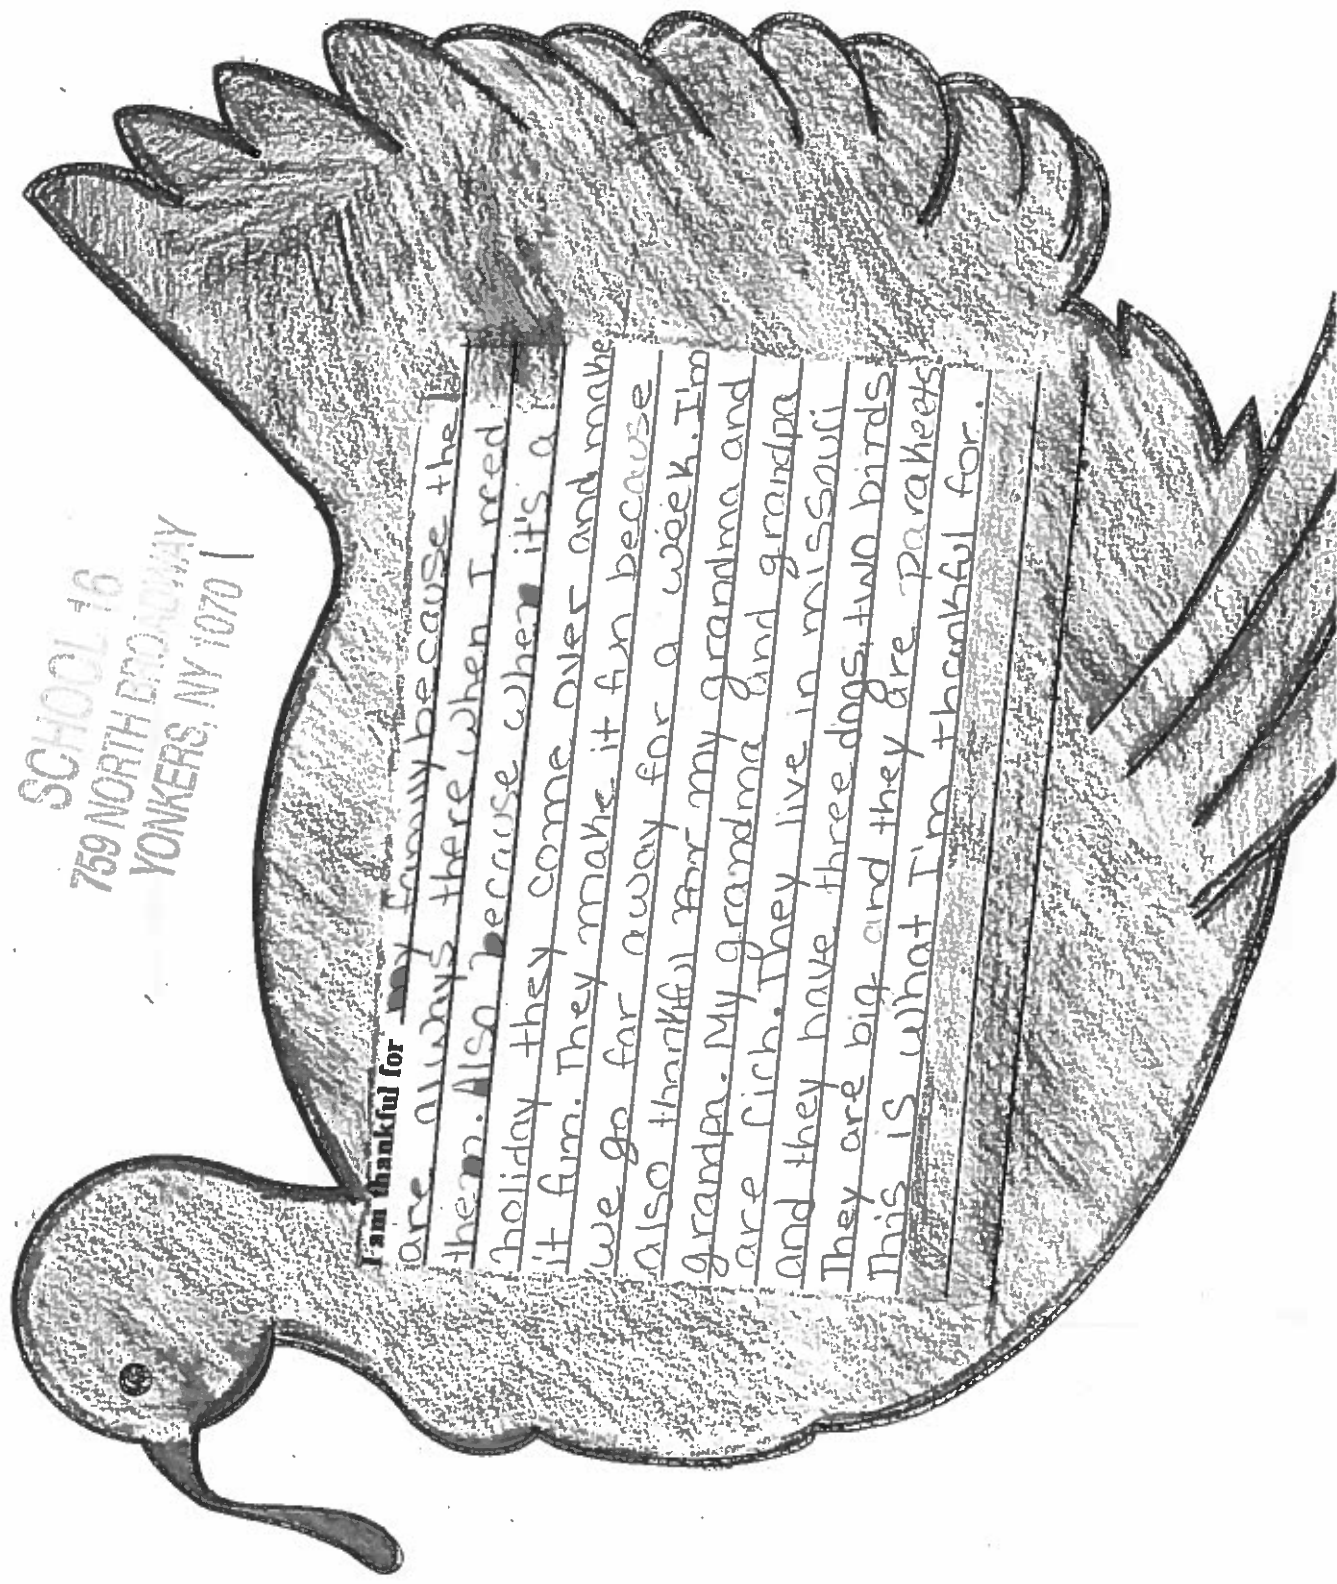 SCHOOL 16
759 NORTH BROADWAY
YONKERS, NY 1070
I am thankful for my family because the
are always there when I need
them. Also because when it's a
holiday they come over and make
it fun. They make it fun because
we go far away for a week. I'm
also thankful for my grandma and
grandpa. My grandma and grandpa
are rich. They live in missouri
and they have three dogs, two birds
They are big and they are parakeets
This is what I'm thankful for.